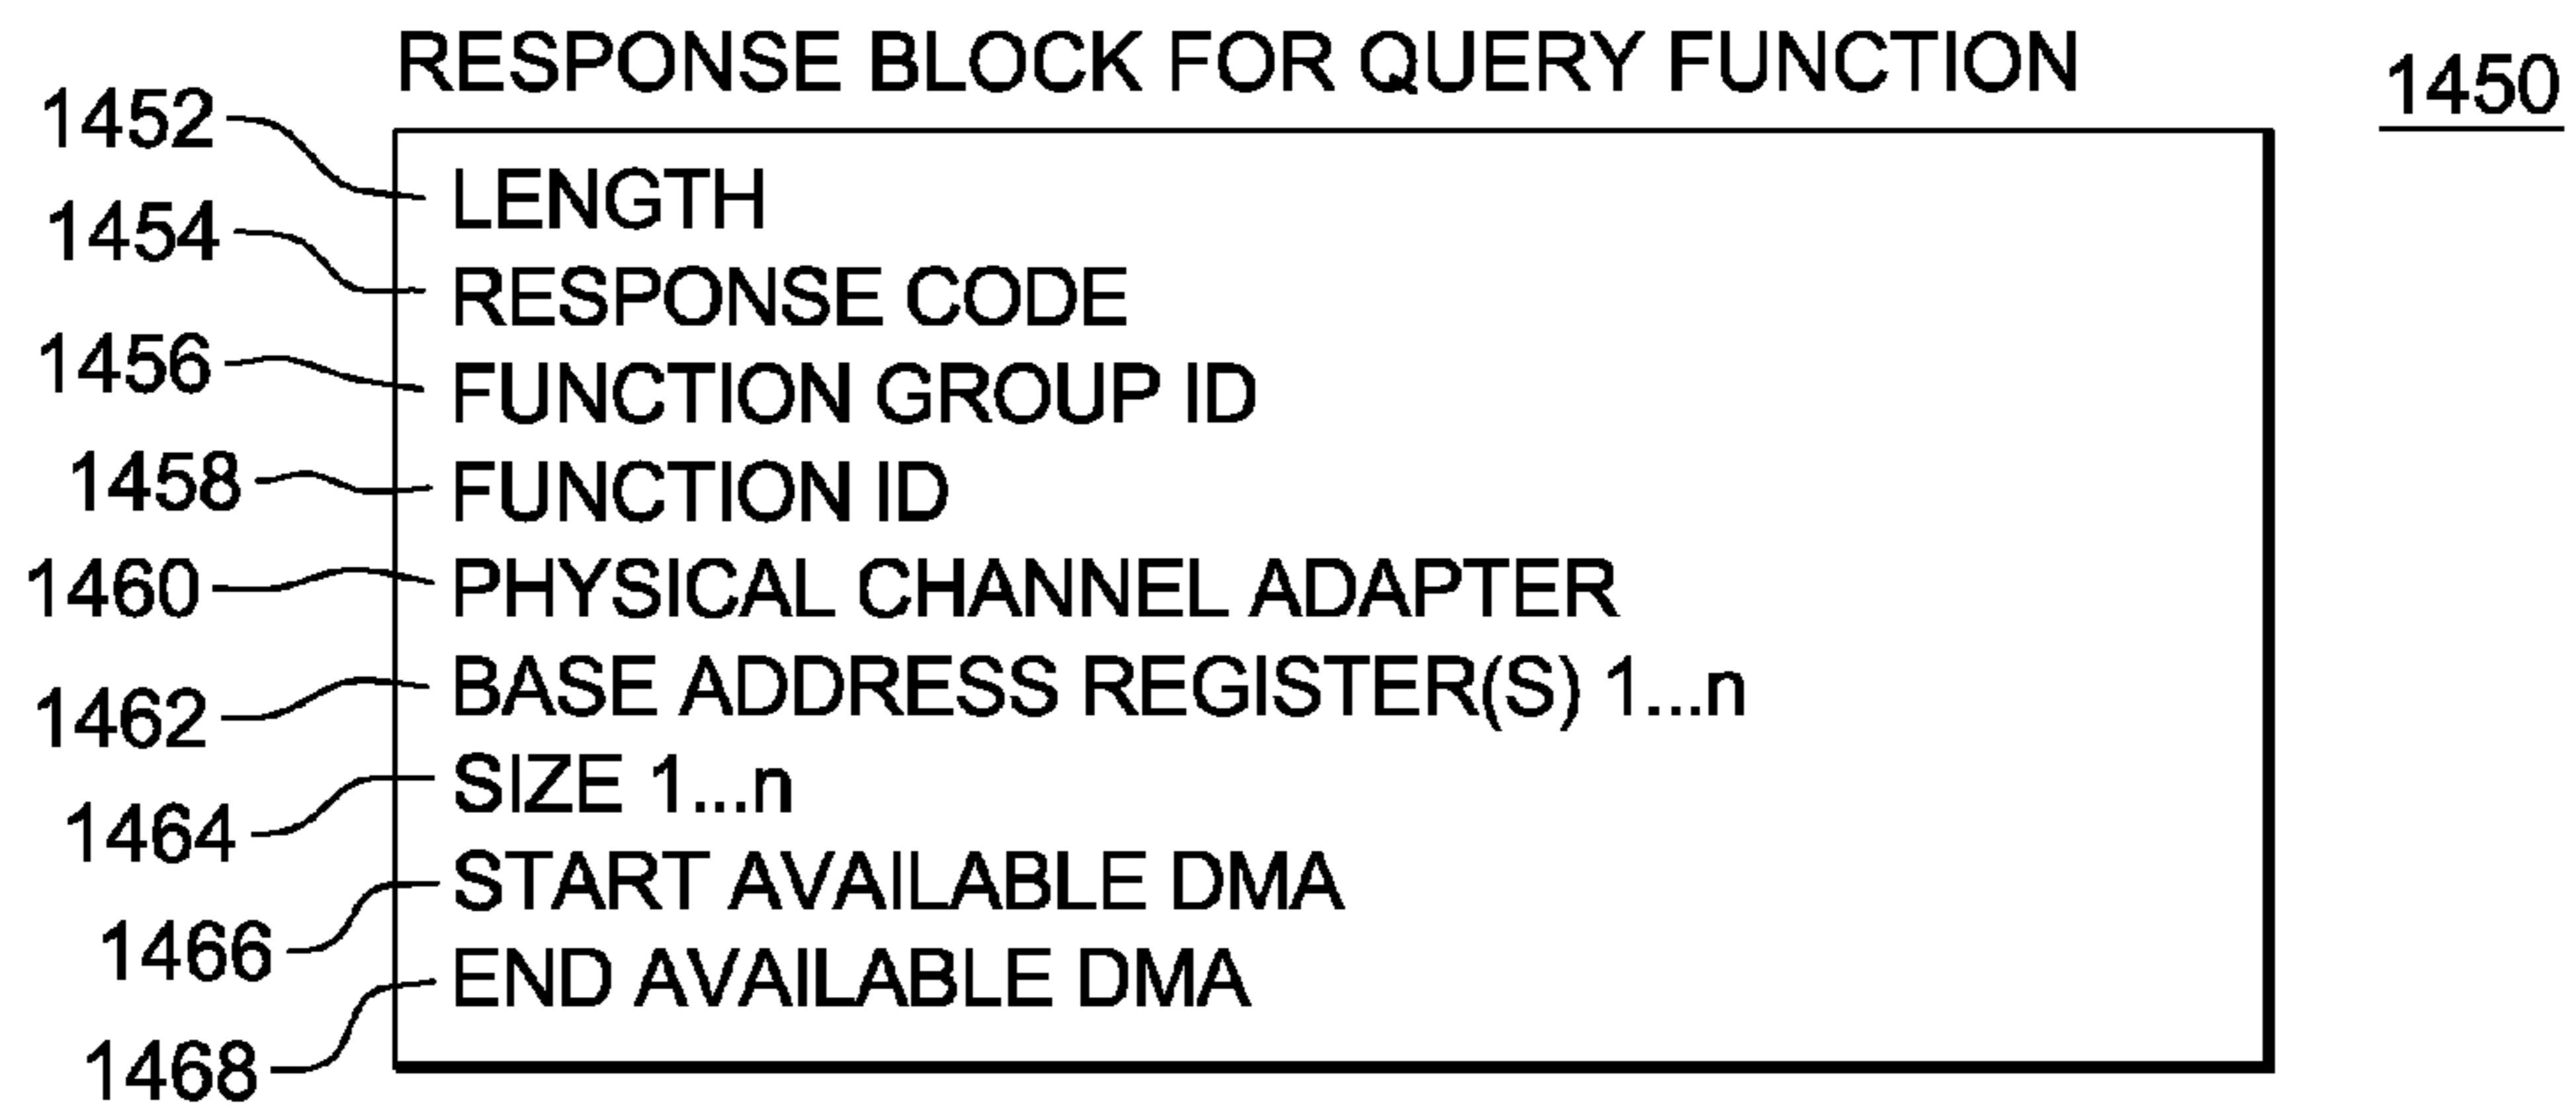 RESPONSE BLOCK FOR QUERY FUNCTION
1450
1452 LENGTH
1454 RESPONSE CODE
1456 FUNCTION GROUP ID
1458 FUNCTION ID
1460 PHYSICAL CHANNEL ADAPTER
1462 BASE ADDRESS REGISTER(S) 1...n
1464 SIZE 1...n
1466 START AVAILABLE DMA
1468 END AVAILABLE DMA